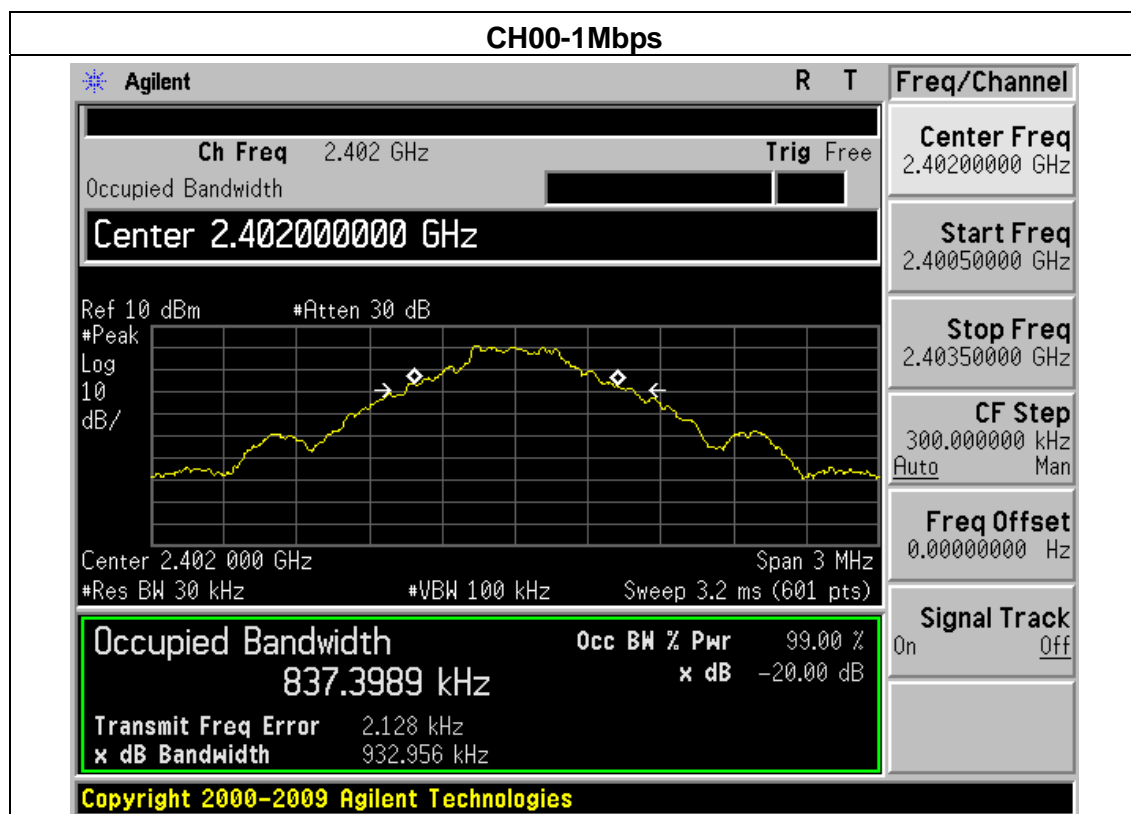 CH00-1Mbps
Agilent R T Freq/Channel
Ch Freq 2.402 GHz Trig Free
Occupied Bandwidth
Center 2.402000000 GHz
Ref 10 dBm #Atten 30 dB
#Peak
Log
10
dB/
Center 2.402 000 GHz Span 3 MHz
#Res BW 30 kHz #VBW 100 kHz Sweep 3.2 ms (601 pts)
Occupied Bandwidth Occ BW % Pwr 99.00 %
837.3989 kHz x dB -20.00 dB
Transmit Freq Error 2.128 kHz
x dB Bandwidth 932.956 kHz
Copyright 2000-2009 Agilent Technologies
Center Freq
2.40200000 GHz
Start Freq
2.40050000 GHz
Stop Freq
2.40350000 GHz
CF Step
300.000000 kHz
Auto Man
Freq Offset
0.00000000 Hz
Signal Track
On Off